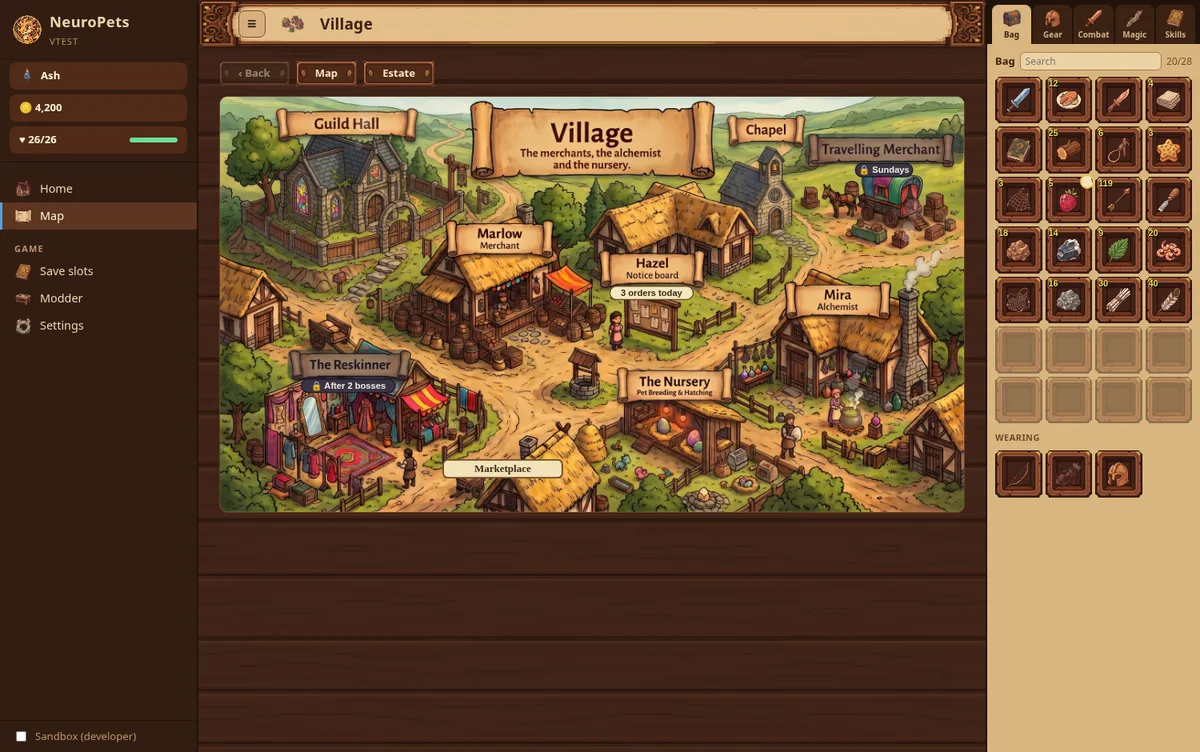 NeuroPets
VTEST
Ash
4,200
♥ 26/26
Home
Map
GAME
Save slots
Modder
Settings
Sandbox (developer)
≡
Village
‹ Back
Map
Estate
Guild Hall
Village
The merchants, the alchemist
and the nursery.
Chapel
Travelling Merchant
Sundays
Marlow
Merchant
Hazel
Notice board
3 orders today
Mira
Alchemist
The Reskinner
After 2 bosses
The Nursery
Pet Breeding & Hatching
Marketplace
Bag
Gear
Combat
Magic
Skills
Bag
Search
20/28
12
4
25
6
3
3
5
119
18
14
9
20
16
30
40
WEARING